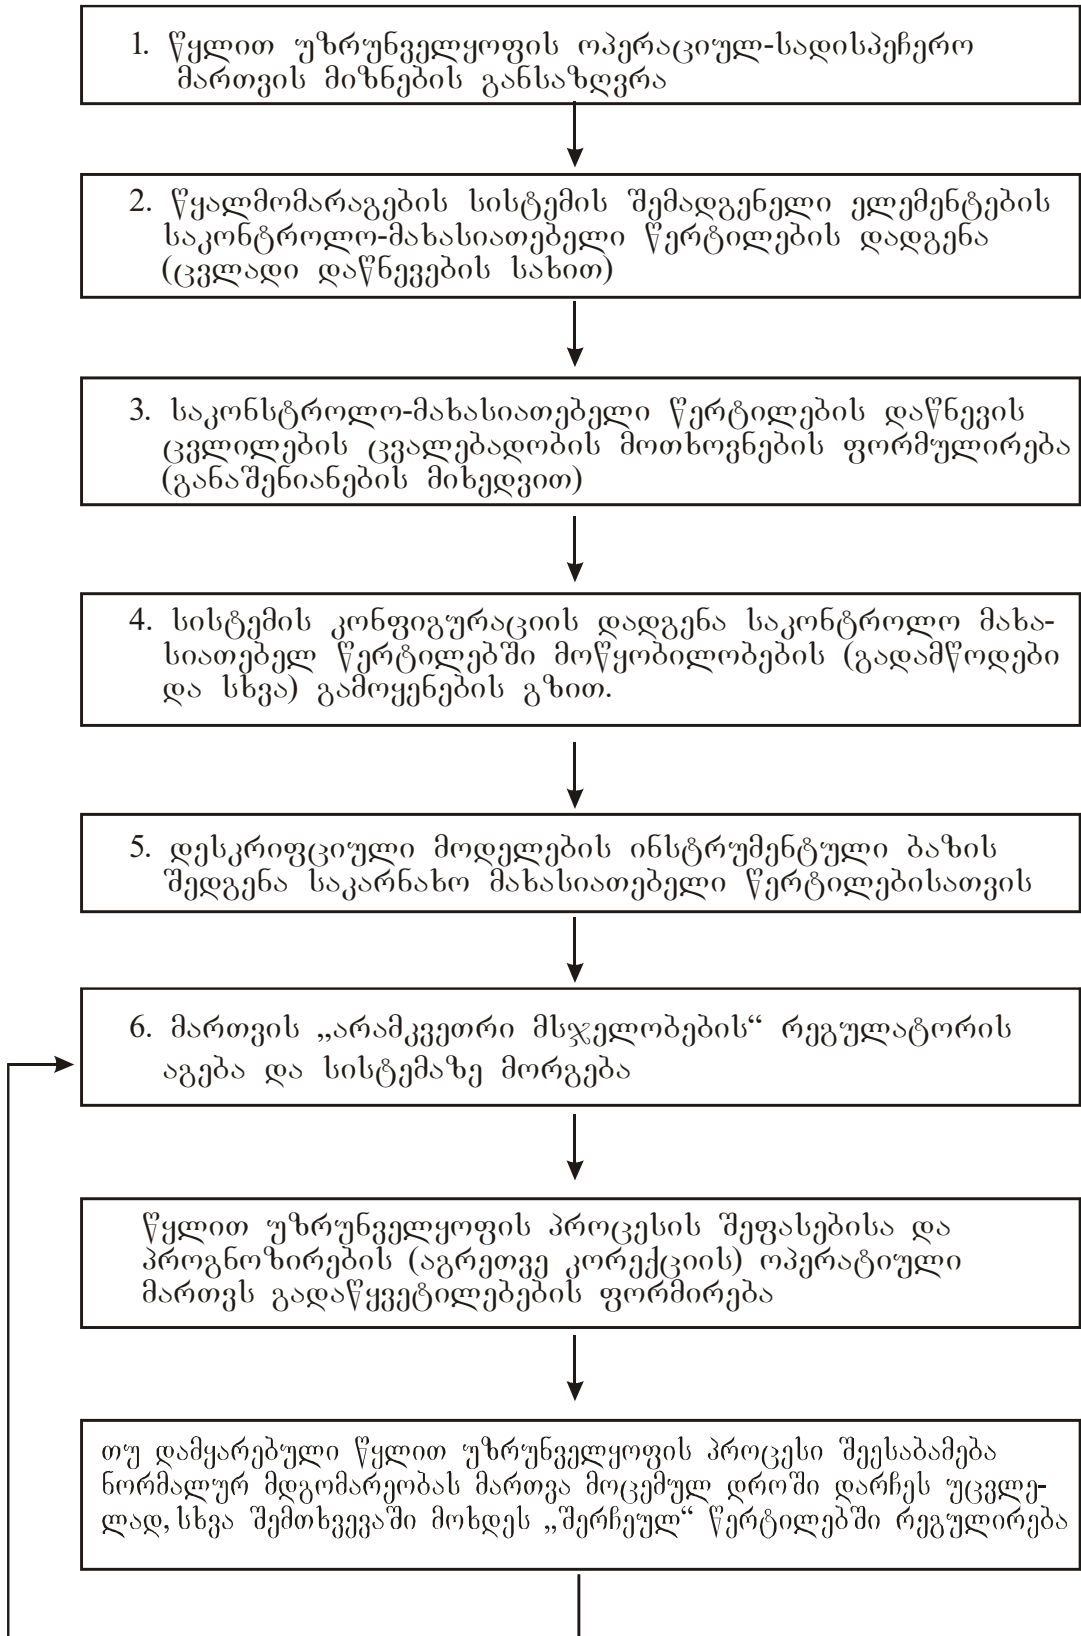 1. წყლით უზრუნველყოფის ოპერაციულ-სადისპეჩერო
მართვის მიზნების განსაზღვრა
2. წყალმომარაგების სისტემის შემადგენელი ელემენტების
საკონტროლო-მახასიათებელი წერტილების დადგენა
(ცვლადი დაწნევების სახით)
3. საკონსტროლო-მახასიათებელი წერტილების დაწნევის
ცვლილების ცვალებადობის მოთხოვნების ფორმულირება
(განაშენიანების მიხედვით)
4. სისტემის კონფიგურაციის დადგენა საკონტროლო მახა-
სიათებელ წერტილებში მოწყობილობების (გადამწოდები
და სხვა) გამოყენების გზით.
5. დესკრიფციული მოდელების ინსტრუმენტული ბაზის
შედგენა საკარნახო მახასიათებელი წერტილებისათვის
6. მართვის „არამკვეთრი მსჯელობების“ რეგულატორის
აგება და სისტემაზე მორგება
წყლით უზრუნველყოფის პროცესის შეფასებისა და
პროგნოზირების (აგრეთვე კორექციის) ოპერატიული
მართვს გადაწყვეტილებების ფორმირება
თუ დამყარებული წყლით უზრუნველყოფის პროცესი შეესაბამება
ნორმალურ მდგომარეობას მართვა მოცემულ დროში დარჩეს უცვლე-
ლად, სხვა შემთხვევაში მოხდეს „შერჩეულ“ წერტილებში რეგულირება